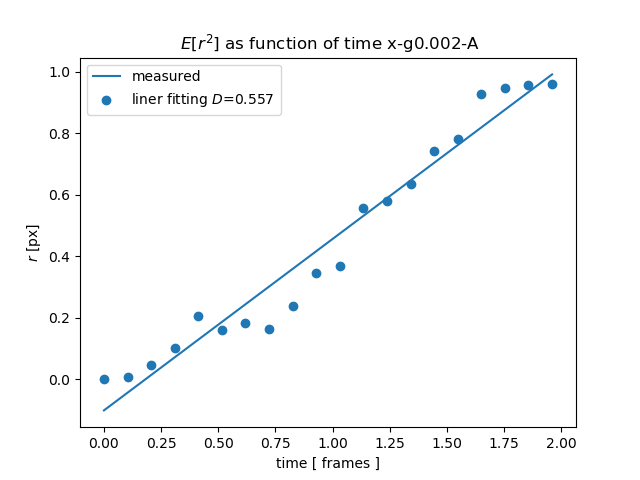 E[r²] as function of time x-g0.002-A
measured
liner fitting D=0.557
1.0
0.8
0.6
0.4
0.2
0.0
r [px]
0.00 0.25 0.50 0.75 1.00 1.25 1.50 1.75 2.00
time [ frames ]